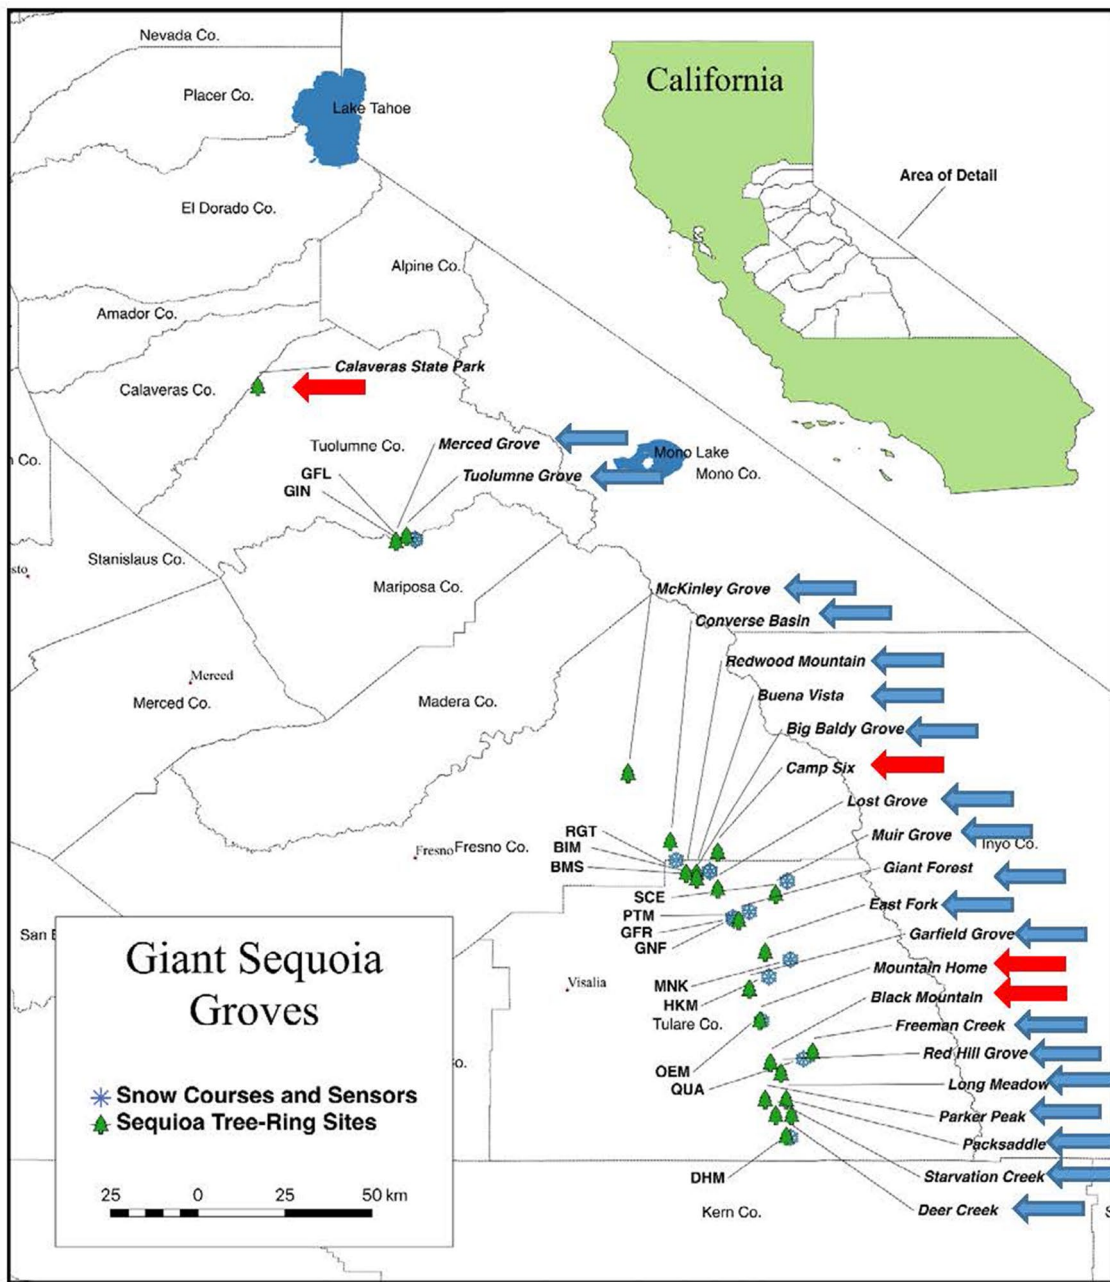 Nevada Co.
Placer Co.
Lake Tahoe
El Dorado Co.
Alpine Co.
Amador Co.
Calaveras Co.
Calaveras State Park
California
Area of Detail
Tuolumne Co.
Merced Grove
Tuolumne Grove
Mono Lake
Mono Co.
GFL
GIN
Co.
Stanislaus Co.
Mariposa Co.
McKinley Grove
Converse Basin
Redwood Mountain
Merced
Merced Co.
Madera Co.
Buena Vista
Big Baldy Grove
Camp Six
Lost Grove
Muir Grove
Inyo Co.
Giant Forest
East Fork
Garfield Grove
Mountain Home
Black Mountain
Freeman Creek
Red Hill Grove
Long Meadow
Parker Peak
Packsaddle
Starvation Creek
Deer Creek
RGT
BIM
BMS
Fresno
Fresno Co.
SCE
PTM
GFR
GNF
Visalia
MNK
HKM
Tulare Co.
OEM
QUA
DHM
Kern Co.
Giant Sequoia
Groves
Snow Courses and Sensors
Sequioa Tree-Ring Sites
25 0 25 50 km